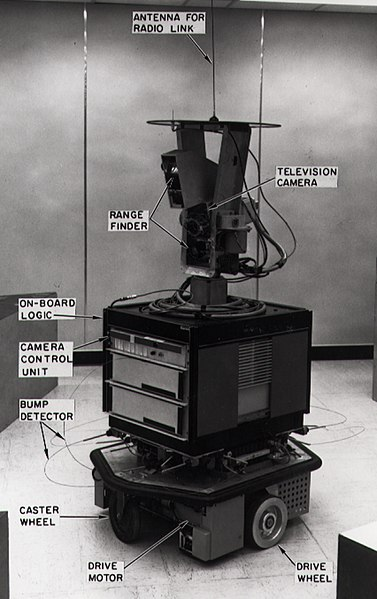 ANTENNA FOR
RADIO LINK
TELEVISION
CAMERA
RANGE
FINDER
ON-BOARD
LOGIC
CAMERA
CONTROL
UNIT
BUMP
DETECTOR
CASTER
WHEEL
DRIVE
MOTOR
DRIVE
WHEEL